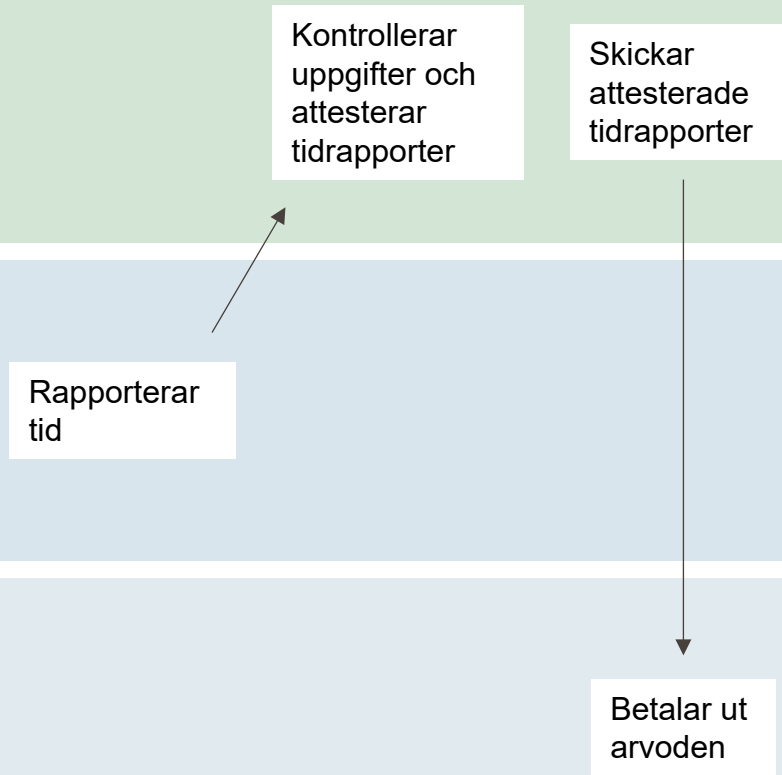 Kontrollerar
uppgifter och
attesterar
tidrapporter
Skickar
attesterade
tidrapporter
Rapporterar
tid
Betalar ut
arvoden